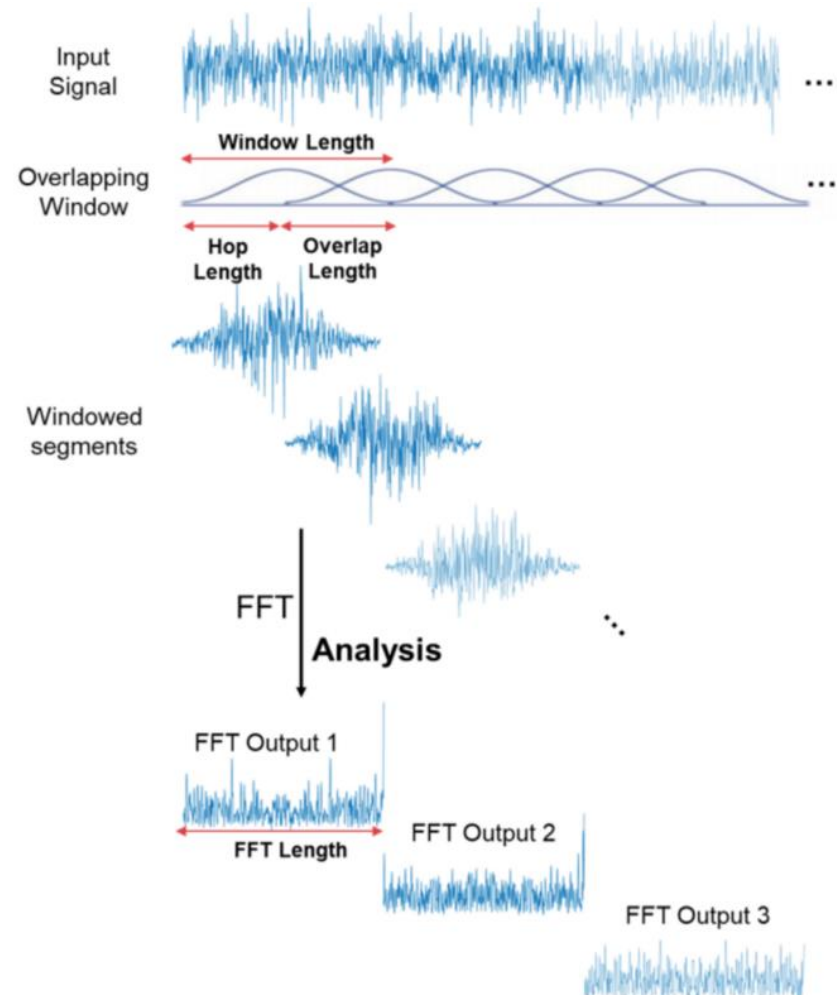 Input
Signal
...
Window Length
Overlapping
Window
...
Hop
Length
Overlap
Length
Windowed
segments
FFT
Analysis
FFT Output 1
FFT Length
FFT Output 2
FFT Output 3